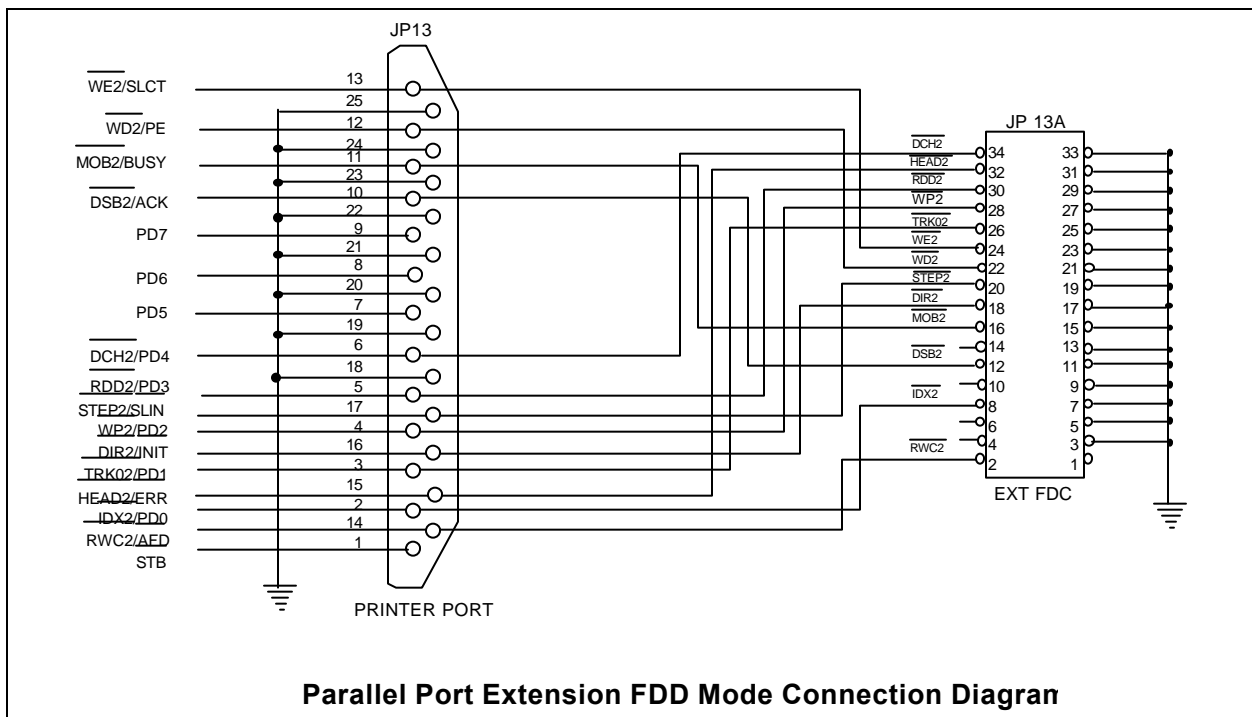 JP13
WE2/SLCT
WD2/PE
MOB2/BUSY
DSB2/ACK
PD7
PD6
PD5
DCH2/PD4
RDD2/PD3
STEP2/SLIN
WP2/PD2
DIR2/INIT
TRK02/PD1
HEAD2/ERR
IDX2/PD0
RWC2/AFD
STB
13
25
12
24
11
23
10
22
9
21
8
20
7
19
6
18
5
17
4
16
3
15
2
14
1
PRINTER PORT
JP 13A
DCH2
HEAD2
RDD2
WP2
TRK02
WE2
WD2
STEP2
DIR2
MOB2
DSB2
IDX2
RWC2
34 33
32 31
30 29
28 27
26 25
24 23
22 21
20 19
18 17
16 15
14 13
12 11
10 9
8 7
6 5
4 3
2 1
EXT FDC
Parallel Port Extension FDD Mode Connection Diagran